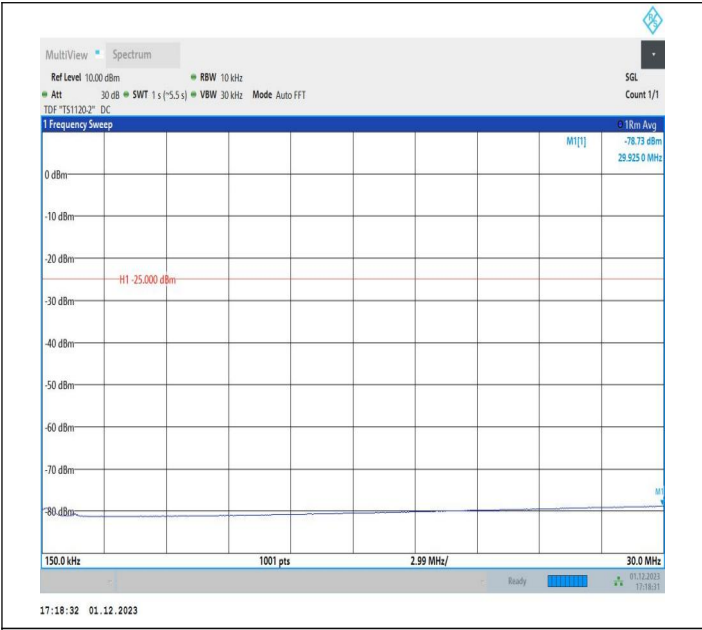 MultiView Spectrum
Ref Level 10.00 dBm RBW 10 kHz SGL
Att 30 dB SWT 1 s (~5.5 s) VBW 30 kHz Mode Auto FFT Count 1/1
TDF "TS1120-2" DC
1 Frequency Sweep 1Rm Avg
M1[1] -78.73 dBm
29.925 0 MHz
0 dBm
-10 dBm
-20 dBm
H1 -25.000 dBm
-30 dBm
-40 dBm
-50 dBm
-60 dBm
-70 dBm
M1
-80 dBm
150.0 kHz 1001 pts 2.99 MHz/ 30.0 MHz
Ready 01.12.2023
17:18:31
17:18:32 01.12.2023